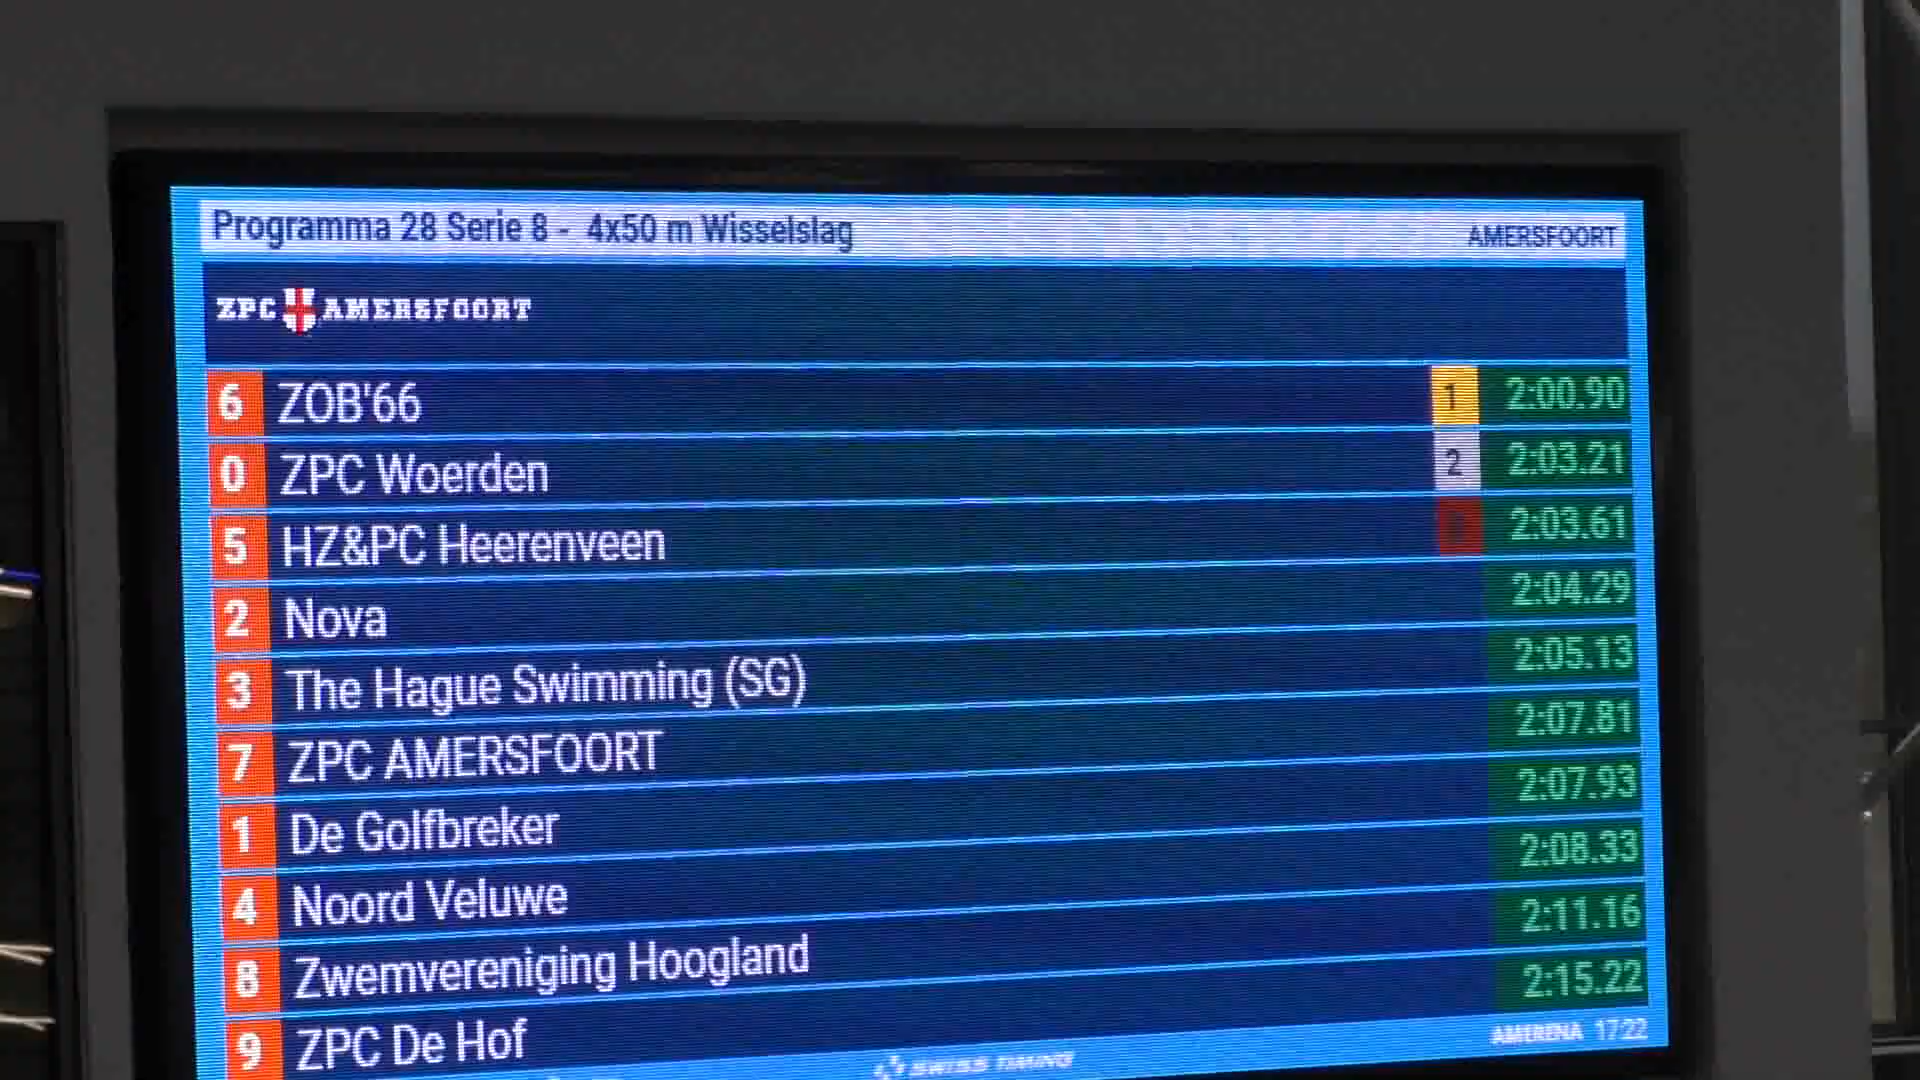 Programma 28 Serie 8 - 4x50 m Wisselslag AMERSFOORT
ZPC AMERSFOORT
6 ZOB'66 1 2:00.90
0 ZPC Woerden 2 2:03.21
5 HZ&PC Heerenveen 2:03.61
2 Nova 2:04.29
3 The Hague Swimming (SG) 2:05.13
7 ZPC AMERSFOORT 2:07.81
1 De Golfbreker 2:07.93
4 Noord Veluwe 2:08.33
8 Zwemvereniging Hoogland 2:11.16
9 ZPC De Hof 2:15.22
SWISS TIMING AMERENA 17:22